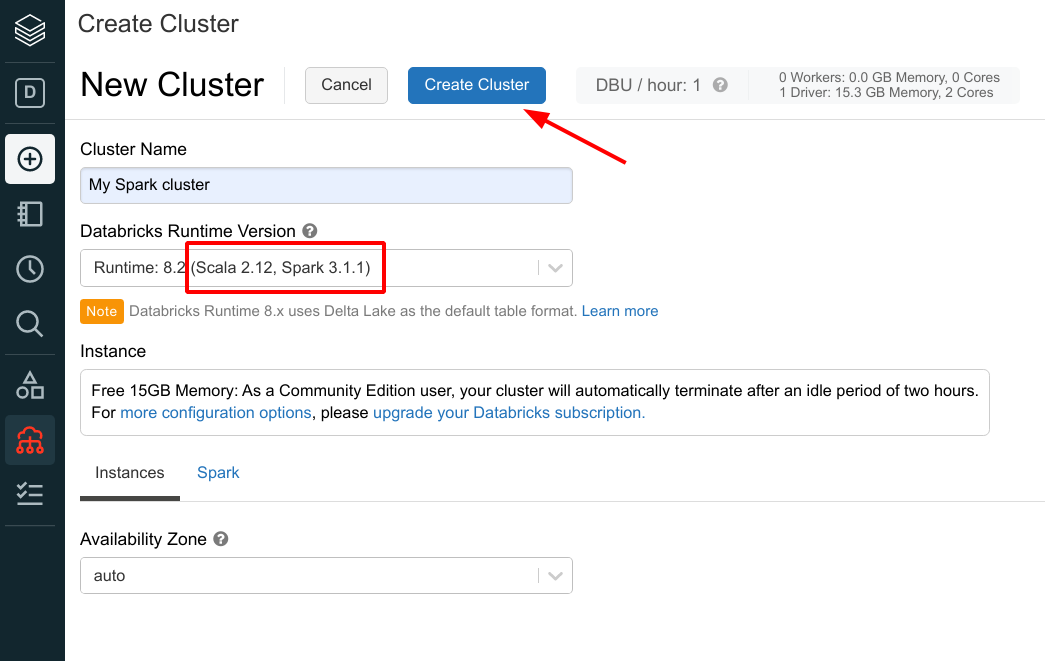 Create Cluster
D
New Cluster
Cancel
Create Cluster
DBU / hour: 1 ?
0 Workers: 0.0 GB Memory, 0 Cores
1 Driver: 15.3 GB Memory, 2 Cores
Cluster Name
My Spark cluster
Databricks Runtime Version ?
Runtime: 8.2 (Scala 2.12, Spark 3.1.1)
Note Databricks Runtime 8.x uses Delta Lake as the default table format. Learn more
Instance
Free 15GB Memory: As a Community Edition user, your cluster will automatically terminate after an idle period of two hours.
For more configuration options, please upgrade your Databricks subscription.
Instances
Spark
Availability Zone ?
auto